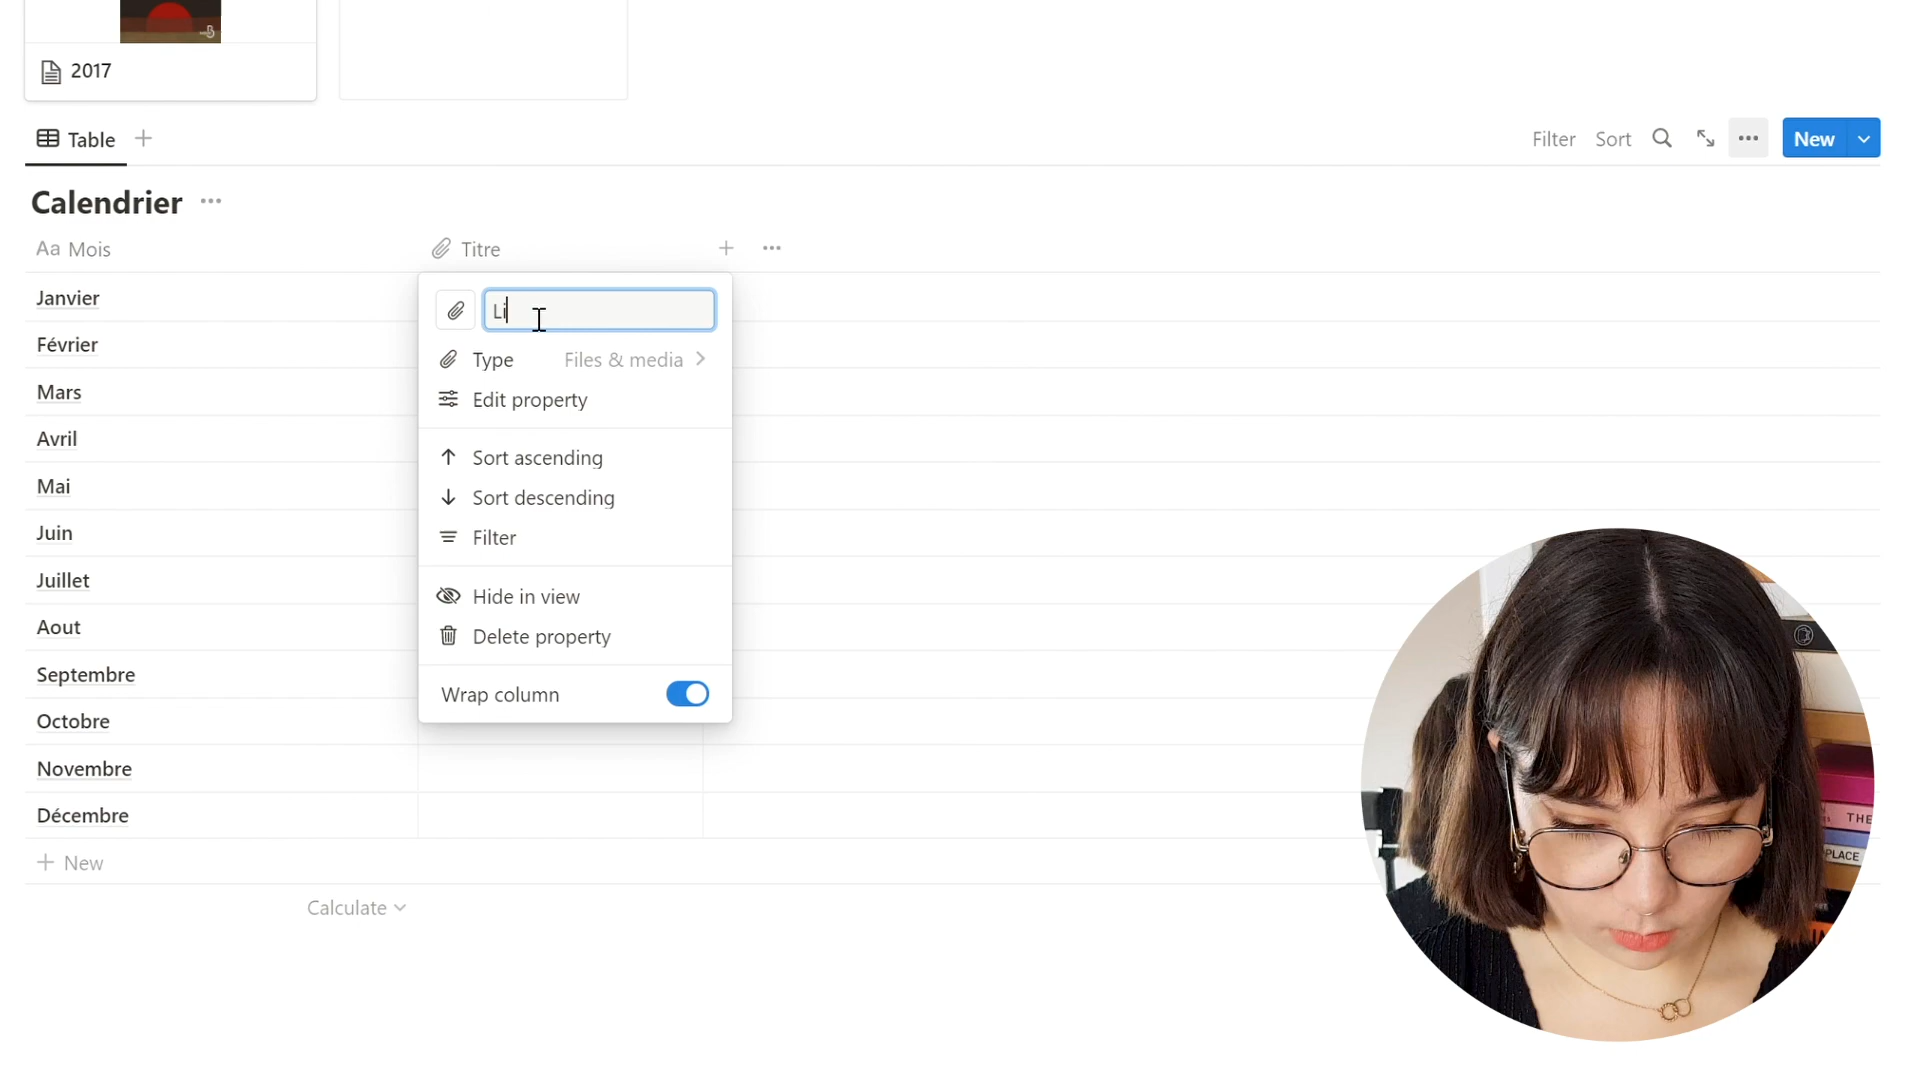 2017
Table
Filter Sort New
Calendrier
Aa Mois Titre
Janvier
Li
Février
Type Files & media
Mars
Edit property
Avril
Sort ascending
Mai
Sort descending
Juin
Filter
Juillet
Hide in view
Aout
Delete property
Septembre
Wrap column
Octobre
Novembre
Décembre
New
Calculate
THE
PLACE